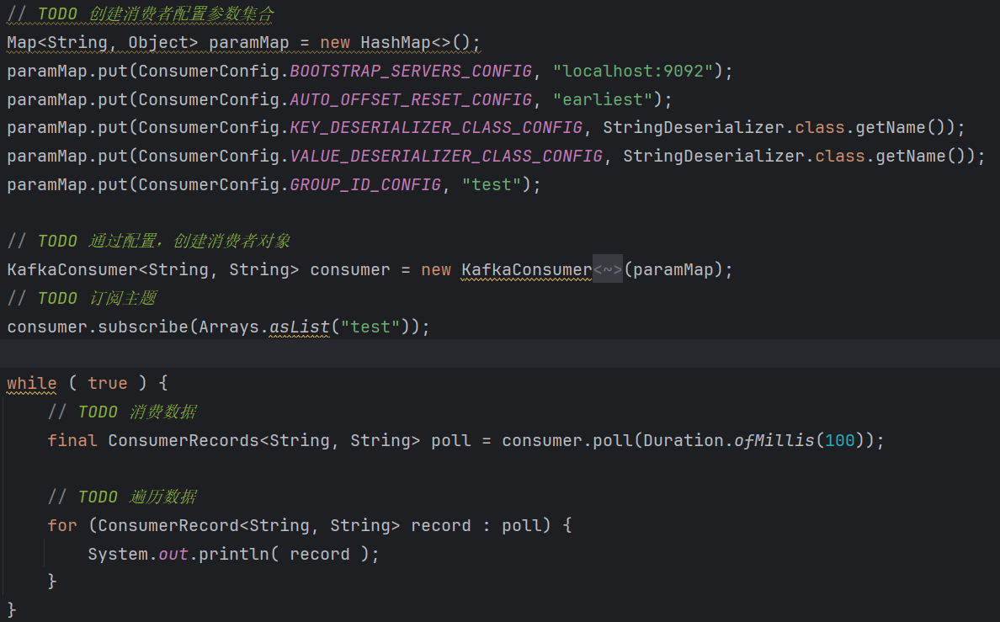 // TODO 创建消费者配置参数集合
Map<String, Object> paramMap = new HashMap<>();
paramMap.put(ConsumerConfig.BOOTSTRAP_SERVERS_CONFIG, "localhost:9092");
paramMap.put(ConsumerConfig.AUTO_OFFSET_RESET_CONFIG, "earliest");
paramMap.put(ConsumerConfig.KEY_DESERIALIZER_CLASS_CONFIG, StringDeserializer.class.getName());
paramMap.put(ConsumerConfig.VALUE_DESERIALIZER_CLASS_CONFIG, StringDeserializer.class.getName());
paramMap.put(ConsumerConfig.GROUP_ID_CONFIG, "test");
// TODO 通过配置，创建消费者对象
KafkaConsumer<String, String> consumer = new KafkaConsumer<~>(paramMap);
// TODO 订阅主题
consumer.subscribe(Arrays.asList("test"));
while ( true ) {
// TODO 消费数据
final ConsumerRecords<String, String> poll = consumer.poll(Duration.ofMillis(100));
// TODO 遍历数据
for (ConsumerRecord<String, String> record : poll) {
System.out.println( record );
}
}